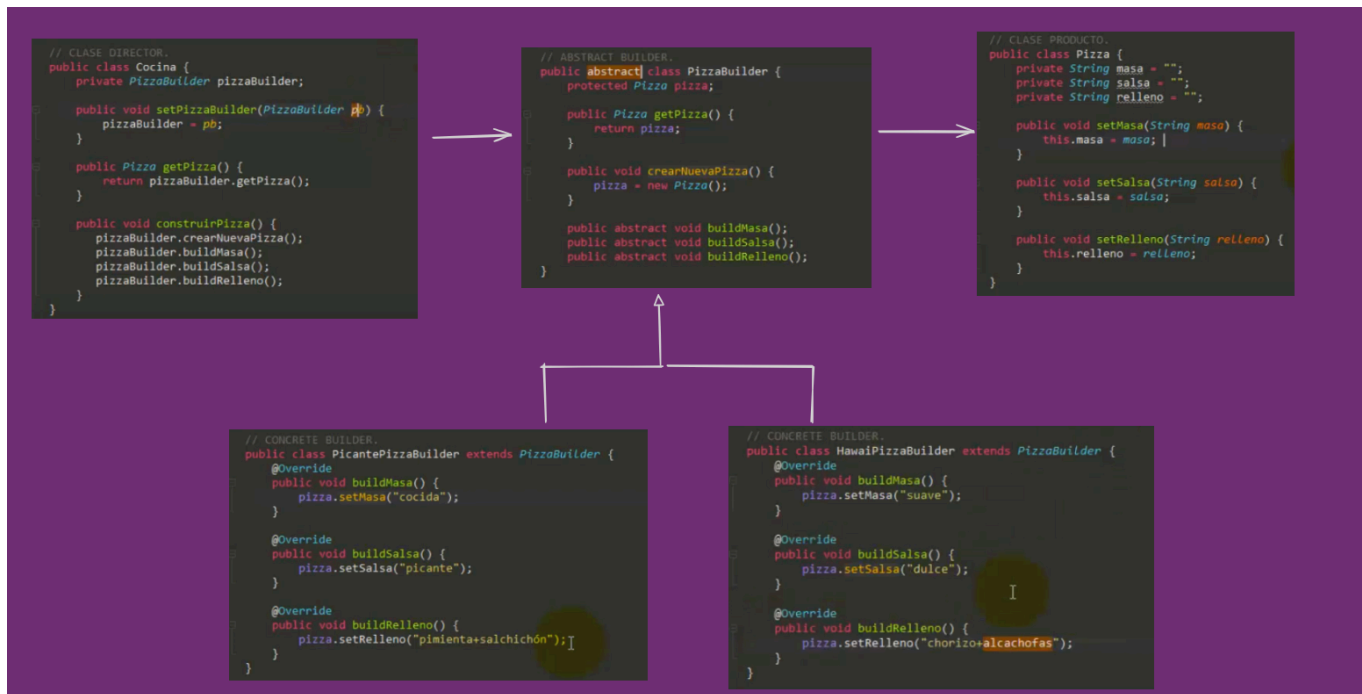 // CLASE DIRECTOR.
public class Cocina {
private PizzaBuilder pizzaBuilder;
public void setPizzaBuilder(PizzaBuilder pb) {
pizzaBuilder = pb;
}
public Pizza getPizza() {
return pizzaBuilder.getPizza();
}
public void construirPizza() {
pizzaBuilder.crearNuevaPizza();
pizzaBuilder.buildMasa();
pizzaBuilder.buildSalsa();
pizzaBuilder.buildRelleno();
}
}
// ABSTRACT BUILDER.
public abstract class PizzaBuilder {
protected Pizza pizza;
public Pizza getPizza() {
return pizza;
}
public void crearNuevaPizza() {
pizza = new Pizza();
}
public abstract void buildMasa();
public abstract void buildSalsa();
public abstract void buildRelleno();
}
// CLASE PRODUCTO.
public class Pizza {
private String masa = "";
private String salsa = "";
private String relleno = "";
public void setMasa(String masa) {
this.masa = masa;
}
public void setSalsa(String salsa) {
this.salsa = salsa;
}
public void setRelleno(String relleno) {
this.relleno = relleno;
}
}
// CONCRETE BUILDER.
public class PicantePizzaBuilder extends PizzaBuilder {
@Override
public void buildMasa() {
pizza.setMasa("cocida");
}
@Override
public void buildSalsa() {
pizza.setSalsa("picante");
}
@Override
public void buildRelleno() {
pizza.setRelleno("pimienta+salchichón");
}
}
// CONCRETE BUILDER.
public class HawaiPizzaBuilder extends PizzaBuilder {
@Override
public void buildMasa() {
pizza.setMasa("suave");
}
@Override
public void buildSalsa() {
pizza.setSalsa("dulce");
}
@Override
public void buildRelleno() {
pizza.setRelleno("chorizo+alcachofas");
}
}